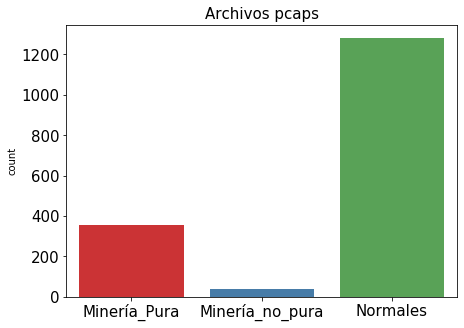 Archivos pcaps
1200
1000
800
600
400
200
0
count
Minería_Pura
Minería_no_pura
Normales